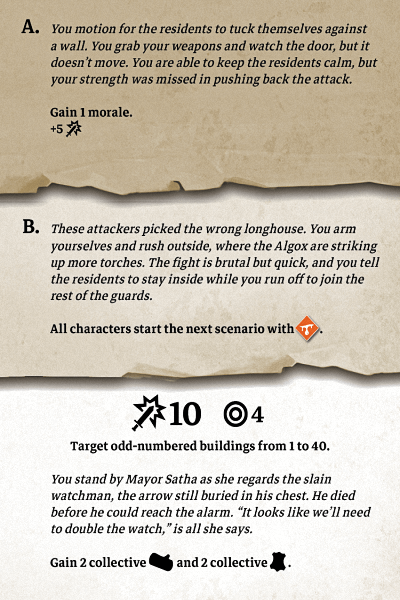 A. You motion for the residents to tuck themselves against
a wall. You grab your weapons and watch the door, but it
doesn't move. You are able to keep the residents calm, but
your strength was missed in pushing back the attack.
Gain 1 morale.
+5
B. These attackers picked the wrong longhouse. You arm
yourselves and rush outside, where the Algox are striking
up more torches. The fight is brutal but quick, and you tell
the residents to stay inside while you run off to join the
rest of the guards.
All characters start the next scenario with .
10 4
Target odd-numbered buildings from 1 to 40.
You stand by Mayor Satha as she regards the slain
watchman, the arrow still buried in his chest. He died
before he could reach the alarm. “It looks like we'll need
to double the watch,” is all she says.
Gain 2 collective and 2 collective .